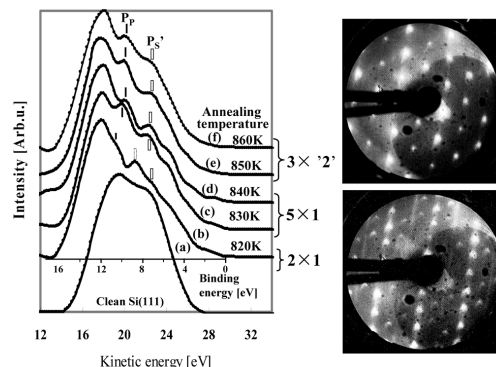 P_P
P_S'
Annealing
temperature
(f) 860K
(e) 850K
3 × '2'
(d) 840K
(c) 830K
5 × 1
(b) 820K
2 × 1
(a)
16 12 8 4 0
Binding
energy [eV]
Clean Si(111)
12 16 20 24 28 32
Kinetic energy [eV]
Intensity [Arb.u.]